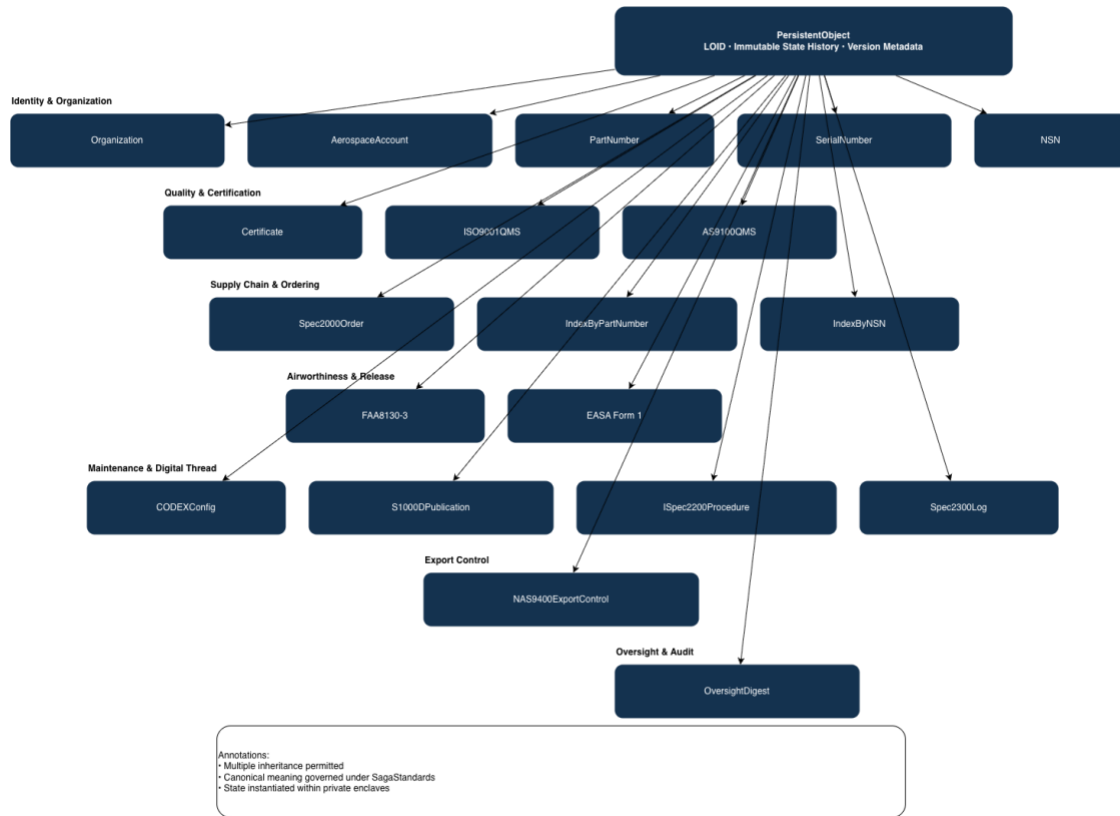 PersistentObject
LOID • Immutable State History • Version Metadata
Identity & Organization
Organization
AerospaceAccount
PartNumber
SerialNumber
NSN
Quality & Certification
Certificate
ISO9001QMS
AS9100QMS
Supply Chain & Ordering
Spec2000Order
IndexByPartNumber
IndexByNSN
Airworthiness & Release
FAA8130-3
EASA Form 1
Maintenance & Digital Thread
CODEXConfig
S1000DPublication
ISpec2200Procedure
Spec2300Log
Export Control
NAS9400ExportControl
Oversight & Audit
OversightDigest
Annotations:
• Multiple inheritance permitted
• Canonical meaning governed under SagaStandards
• State instantiated within private enclaves